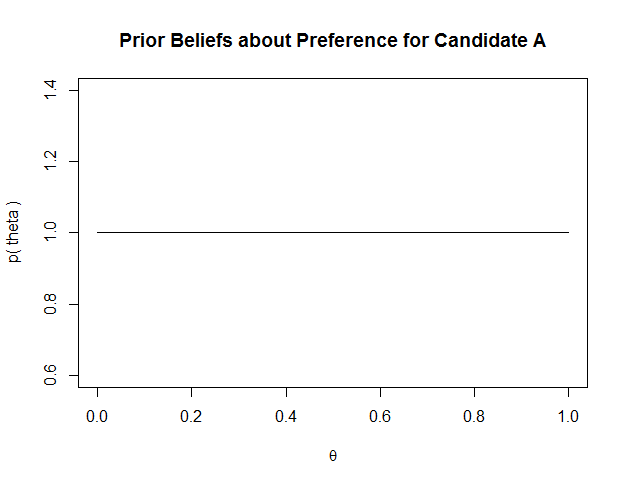 Prior Beliefs about Preference for Candidate A
p( theta )
1.4
1.2
1.0
0.8
0.6
0.0 0.2 0.4 0.6 0.8 1.0
θ